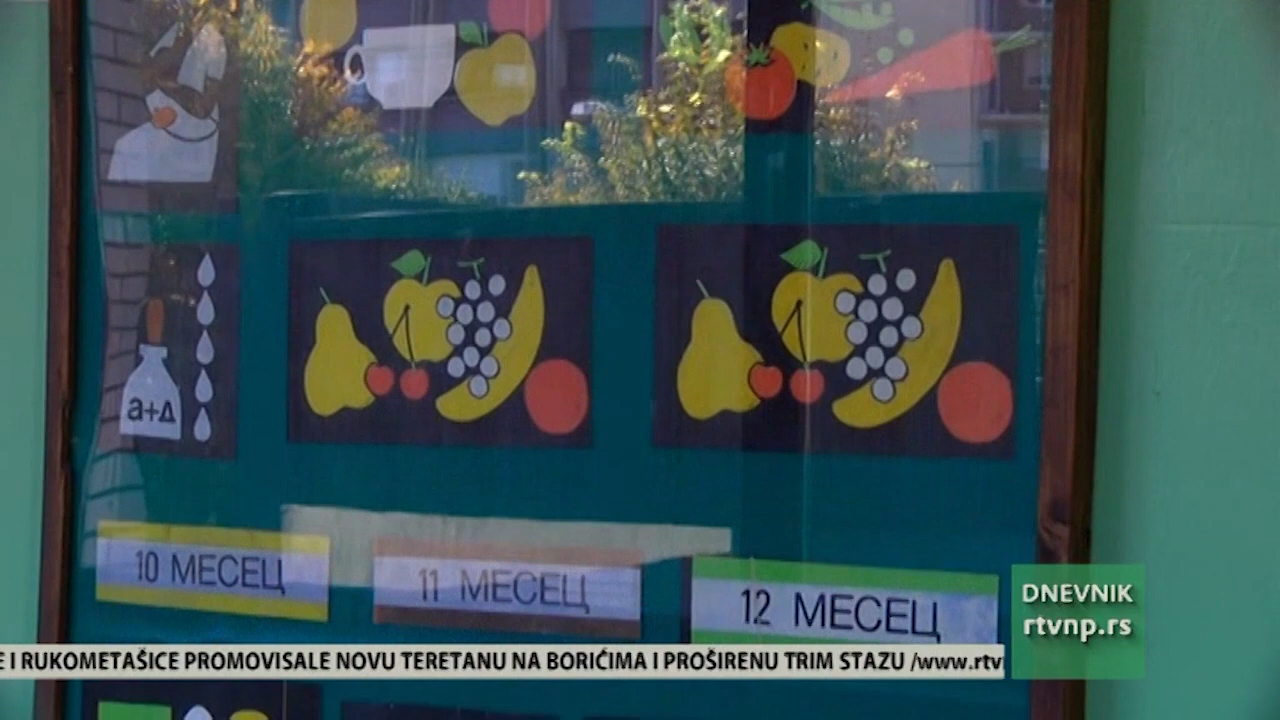 а+Д
10 МЕСЕЦ
11 МЕСЕЦ
12 МЕСЕЦ
DNEVNIK
rtvnp.rs
E I RUKOMETAŠICE PROMOVISALE NOVU TERETANU NA BORIĆIMA I PROŠIRENU TRIM STAZU /www.rtv